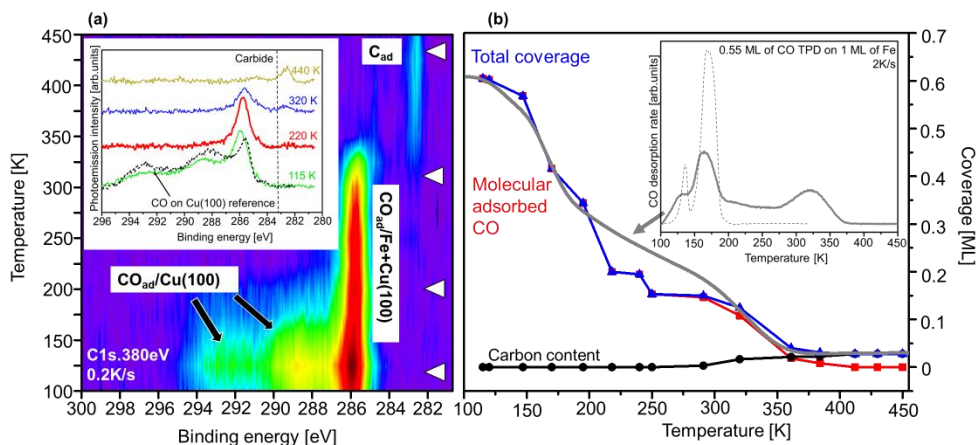 (a)
450
400
350
300
250
200
150
100
Temperature [K]
300 298 296 294 292 290 288 286 284 282
Binding energy [eV]
C_ad
CO_ad/Fe+Cu(100)
CO_ad/Cu(100)
C1s.380eV
0.2K/s
Carbide
440 K
320 K
220 K
115 K
CO on Cu(100) reference
Photoemission intensity [arb.units]
296 294 292 290 288 286 284 282 280
Binding energy [eV]
(b)
Total coverage
Molecular
adsorbed
CO
Carbon content
0.7
0.6
0.5
0.4
0.3
0.2
0.1
0
Coverage [ML]
100 150 200 250 300 350 400 450
Temperature [K]
0.55 ML of CO TPD on 1 ML of Fe
2K/s
CO desorption rate [arb.units]
100 150 200 250 300 350 400 450
Temperature [K]